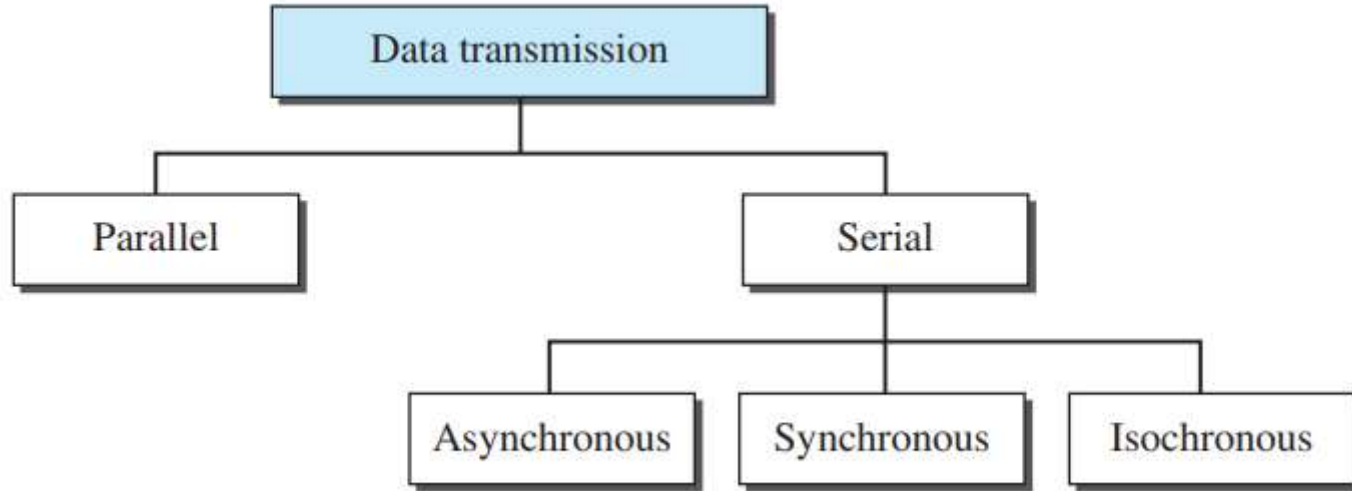 Data transmission
Parallel
Serial
Asynchronous
Synchronous
Isochronous